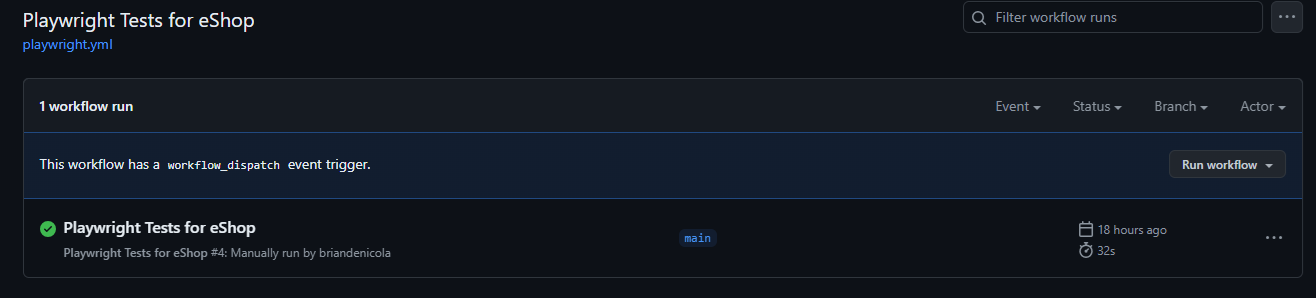 Playwright Tests for eShop
Filter workflow runs
playwright.yml
1 workflow run
Event
Status
Branch
Actor
This workflow has a workflow_dispatch event trigger.
Run workflow
Playwright Tests for eShop
main
18 hours ago
Playwright Tests for eShop #4: Manually run by briandenicola
32s